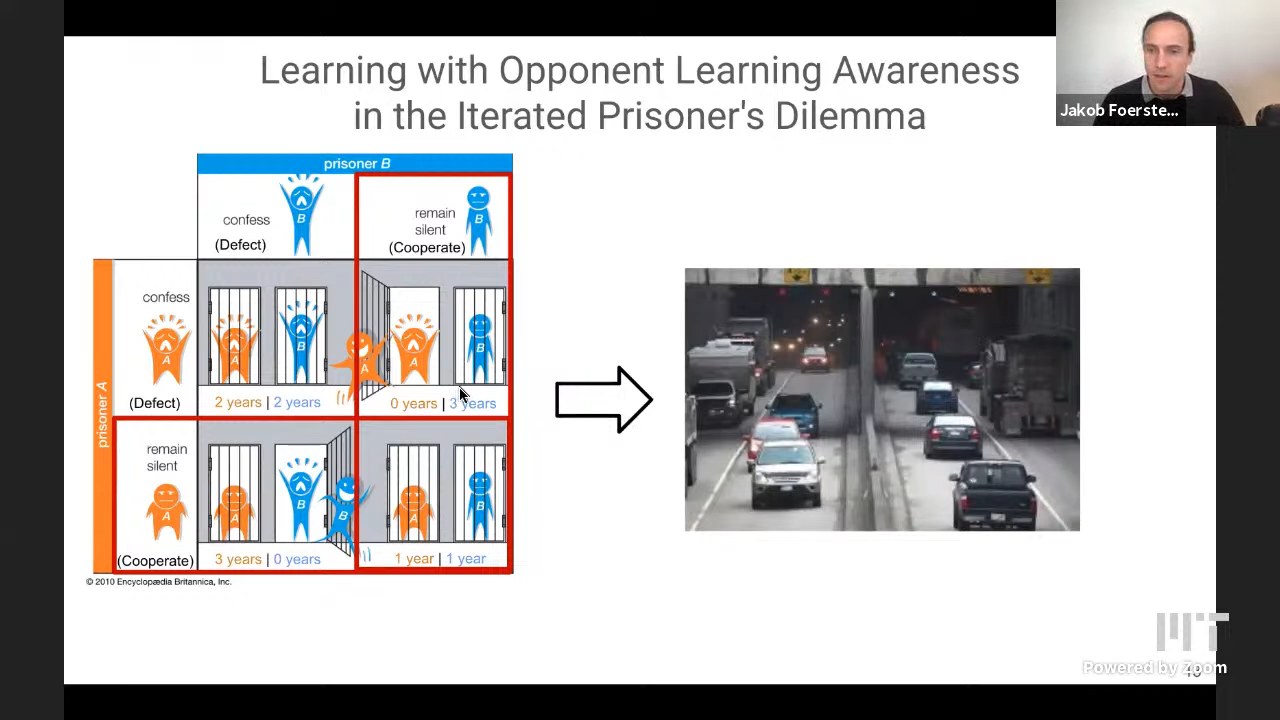 Learning with Opponent Learning Awareness
in the Iterated Prisoner's Dilemma
Jakob Foerste...
prisoner B
confess
(Defect)
B
remain
silent
(Cooperate)
B
prisoner A
confess
A
(Defect)
A
B
A
A
B
2 years | 2 years
0 years | 3 years
remain
silent
A
(Cooperate)
A
B
B
A
B
3 years | 0 years
1 year | 1 year
© 2010 Encyclopædia Britannica, Inc.
MIT
Powered by Zoom